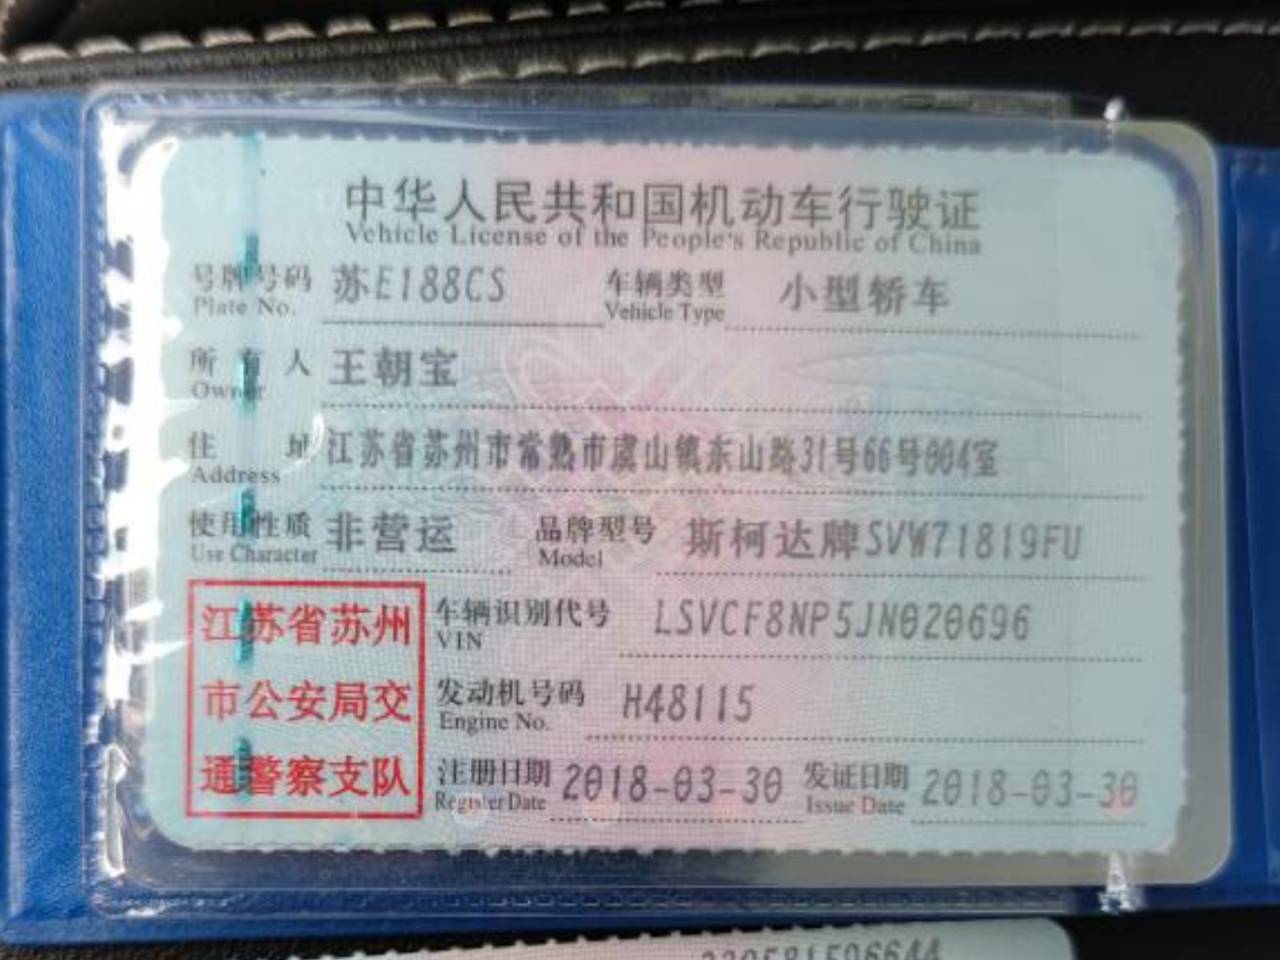 中华人民共和国机动车行驶证
Vehicle License of the People's Republic of China
号牌号码 苏E188CS 车辆类型 小型轿车
Plate No. Vehicle Type
所有人 王朝宝
Owner
住址 江苏省苏州市常熟市虞山镇东山路31号66号004室
Address
使用性质 非营运 品牌型号 斯柯达牌SVW71819FU
Use Character Model
江苏省苏州 车辆识别代号 LSVCF8NP5JN020696
VIN
市公安局交 发动机号码 H48115
Engine No.
通警察支队 注册日期 2018-03-30 发证日期 2018-03-30
Register Date Issue Date